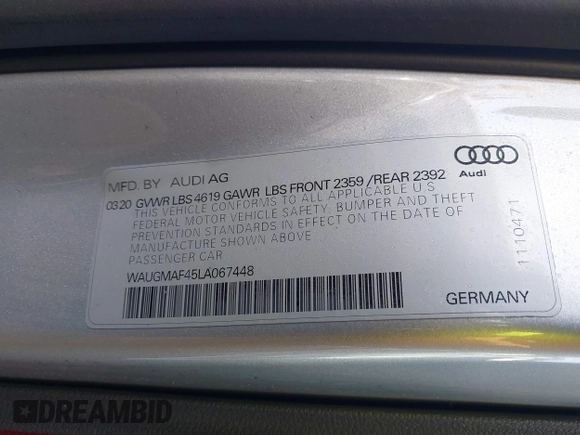 MFD. BY AUDI AG
Audi
03.20 GVWR LBS 4619 GAWR LBS FRONT 2359 /REAR 2392
THIS VEHICLE CONFORMS TO ALL APPLICABLE U S
FEDERAL MOTOR VEHICLE SAFETY, BUMPER AND THEFT
PREVENTION STANDARDS IN EFFECT ON THE DATE OF
MANUFACTURE SHOWN ABOVE
PASSENGER CAR
WAUGMAF45LA067448
1110471
GERMANY
DREAMBID